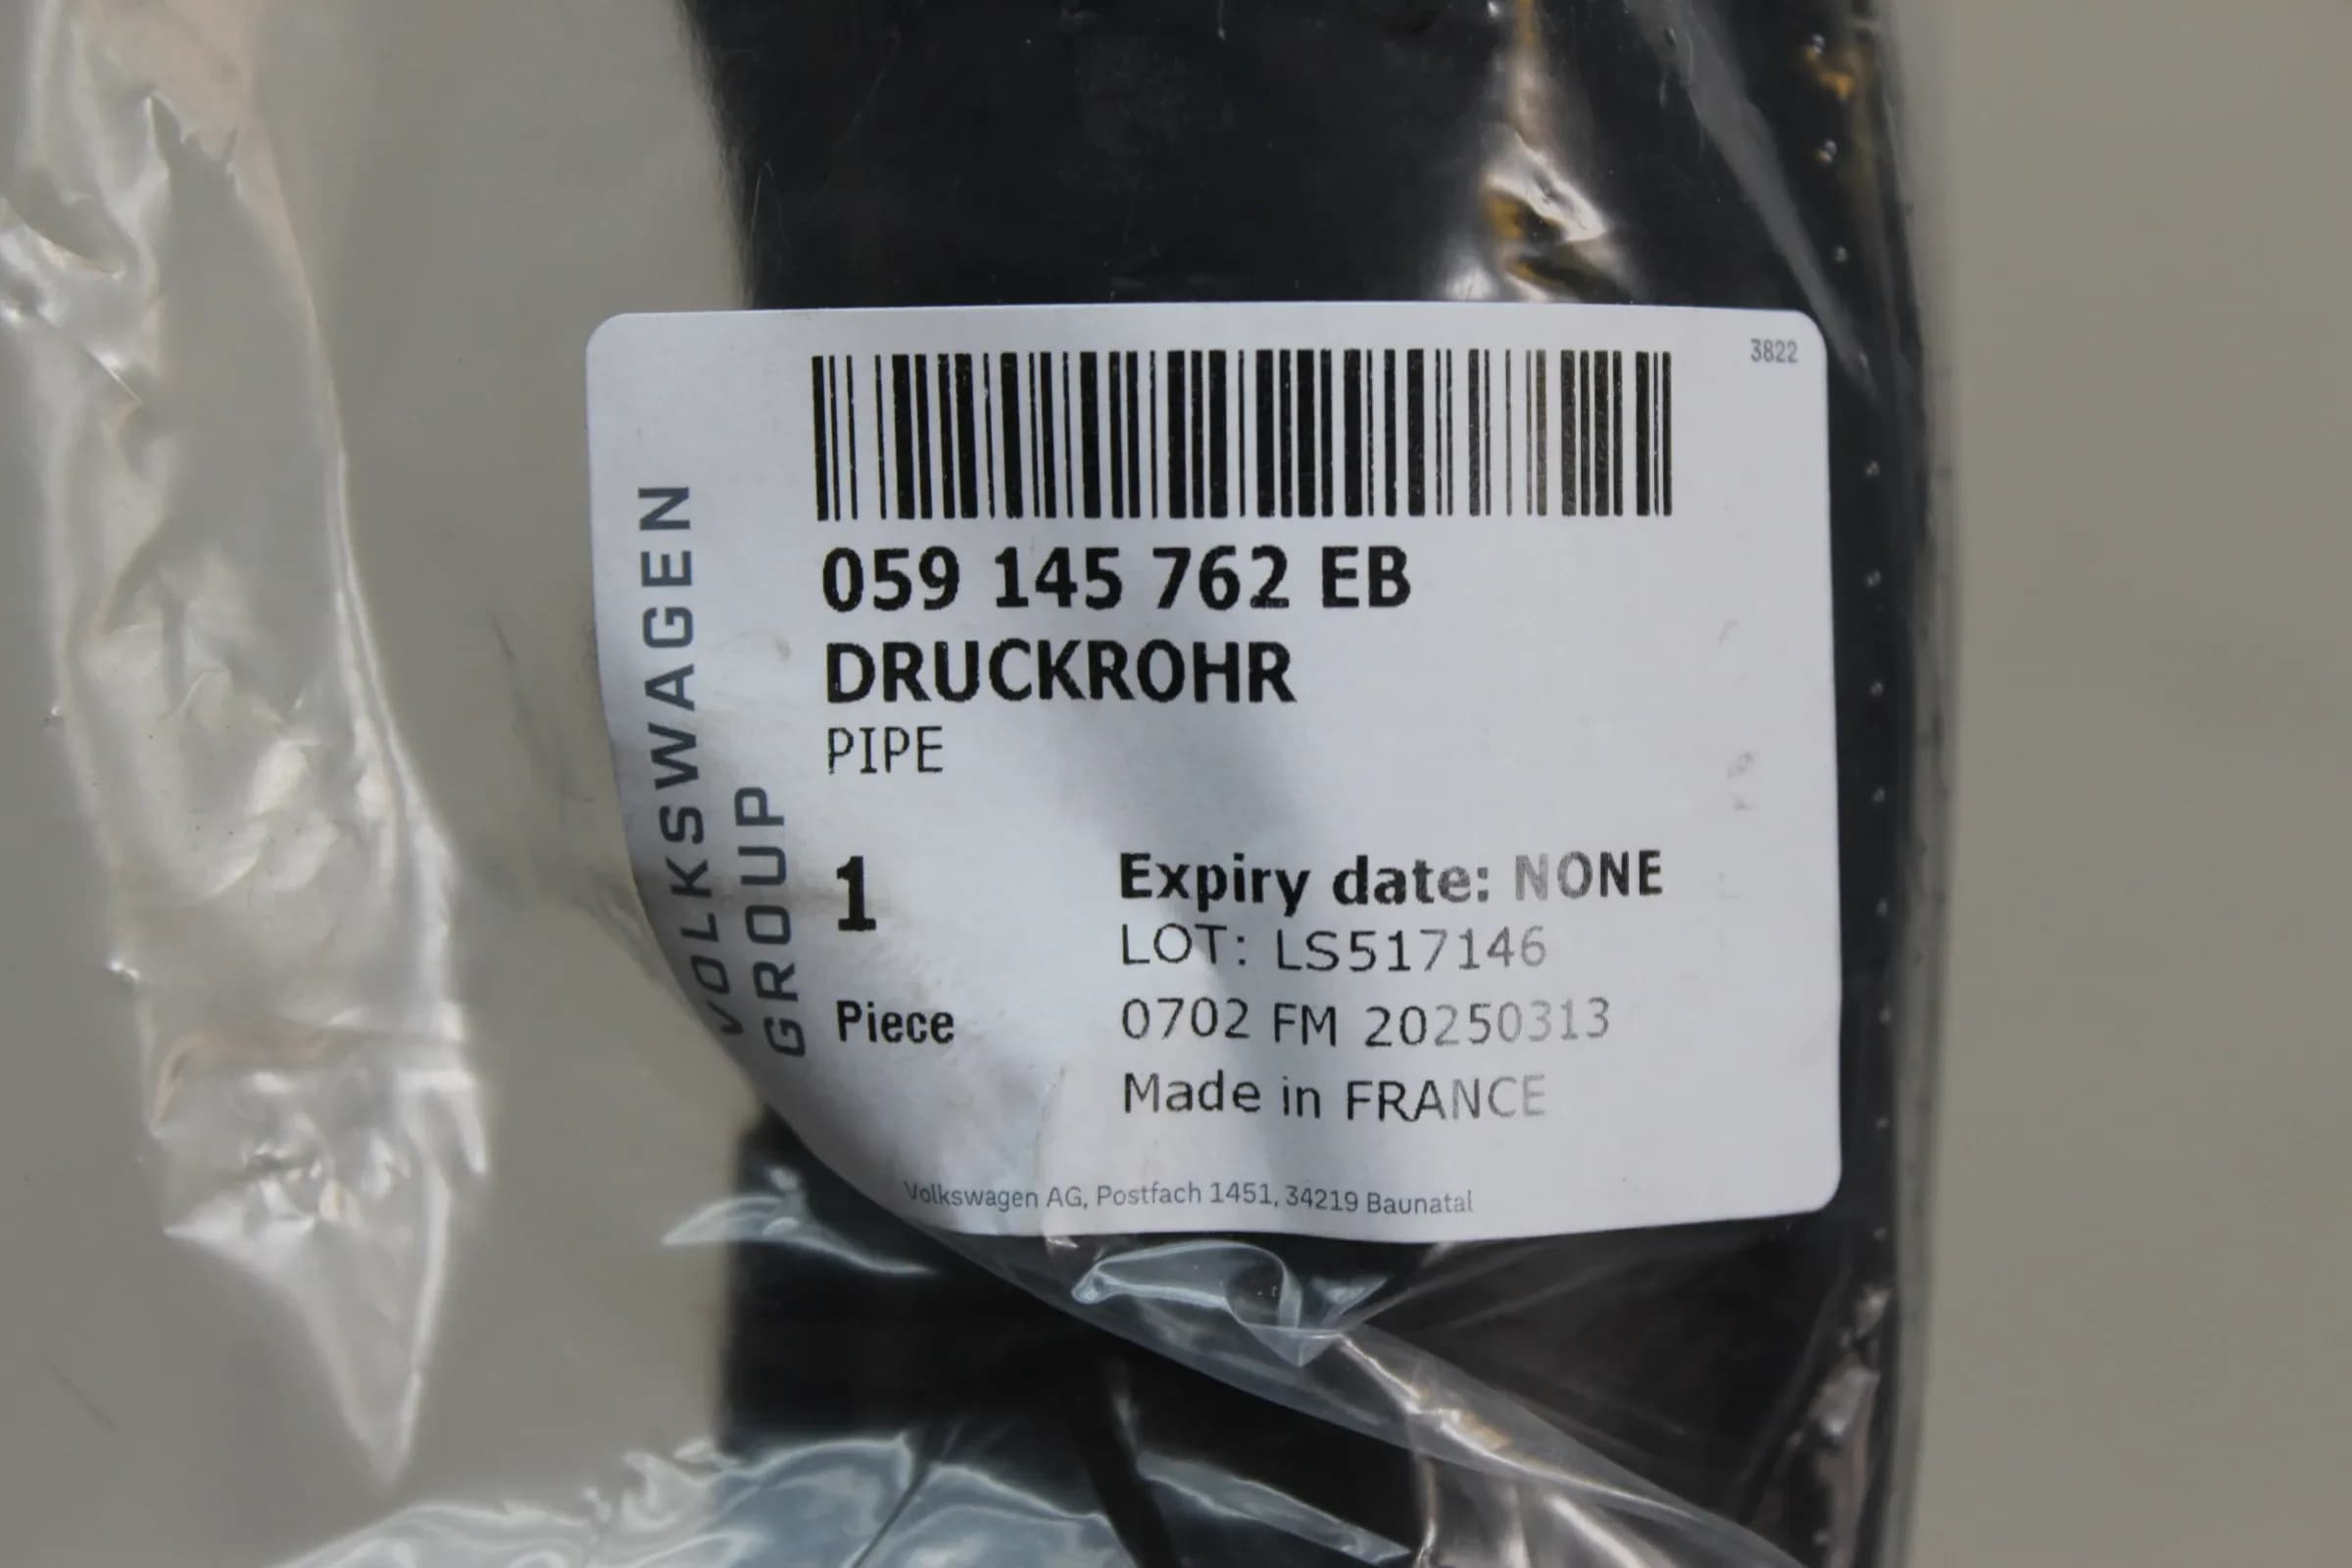 3822
059 145 762 EB
DRUCKROHR
PIPE
VOLKSWAGEN
GROUP
1
Piece
Expiry date: NONE
LOT: LS517146
0702 FM 20250313
Made in FRANCE
Volkswagen AG, Postfach 1451, 34219 Baunatal